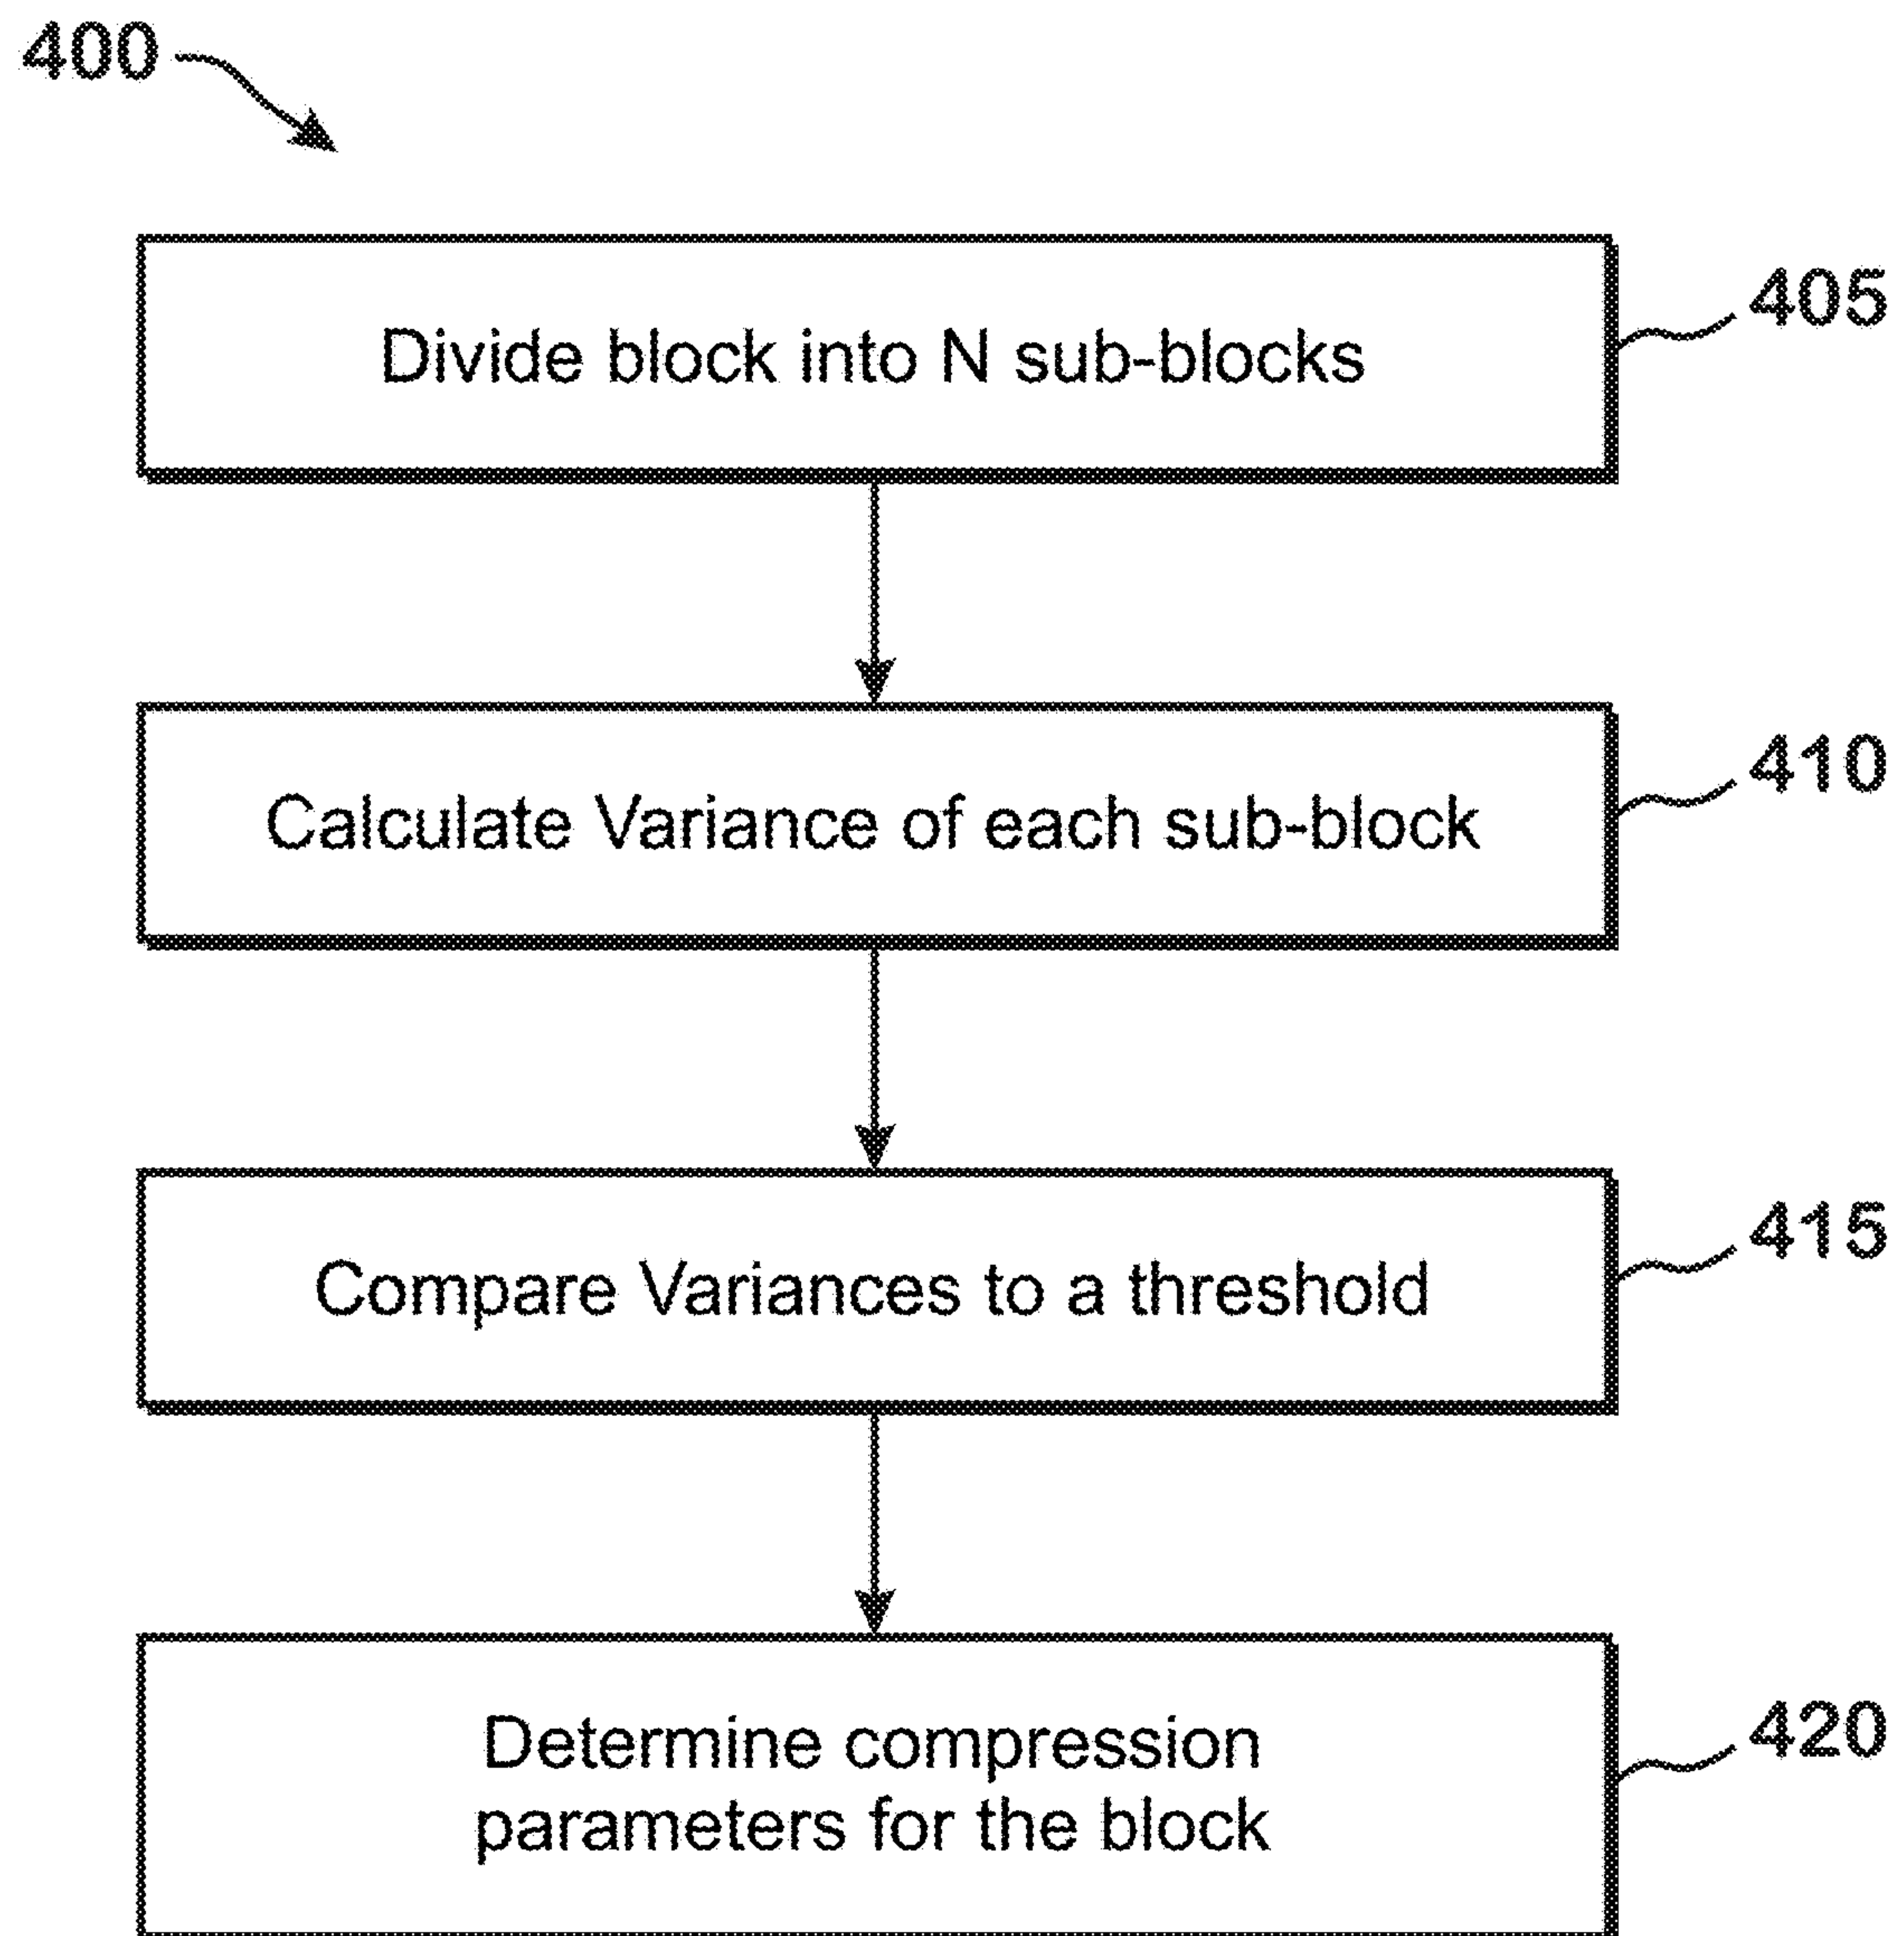 400
Divide block into N sub-blocks
405
Calculate Variance of each sub-block
410
Compare Variances to a threshold
415
Determine compression
parameters for the block
420